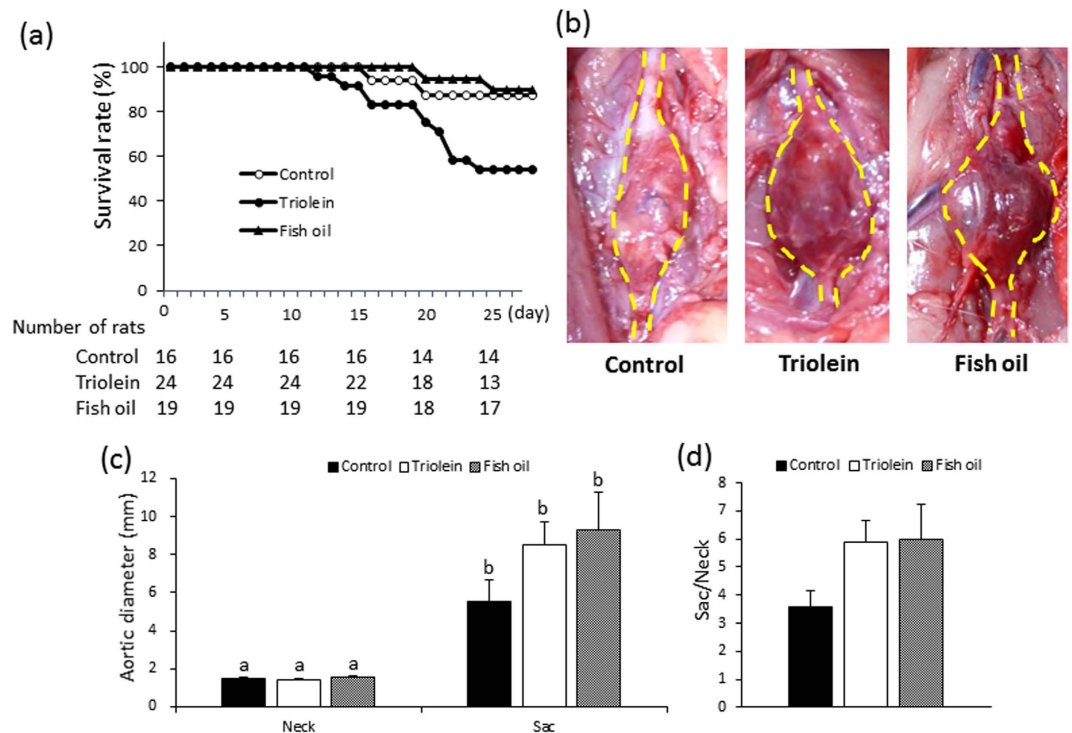 (a)
Survival rate (%)
100
80
60
40
20
0
Control
Triolein
Fish oil
0 5 10 15 20 25 (day)
Number of rats
Control 16 16 16 16 14 14
Triolein 24 24 24 22 18 13
Fish oil 19 19 19 19 18 17
(b)
Control Triolein Fish oil
(c)
Control Triolein Fish oil
Aortic diameter (mm)
12
10
8
6
4
2
0
a a a
b b b
Neck Sac
(d)
Control Triolein Fish oil
Sac/Neck
8
7
6
5
4
3
2
1
0